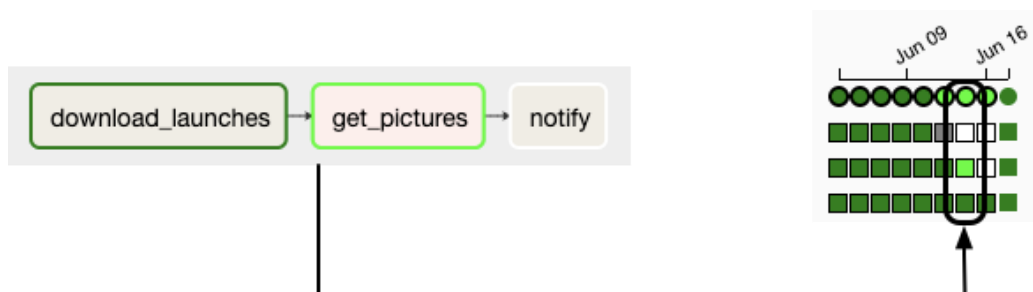 Jun 09
Jun 16
download_launches
get_pictures
notify